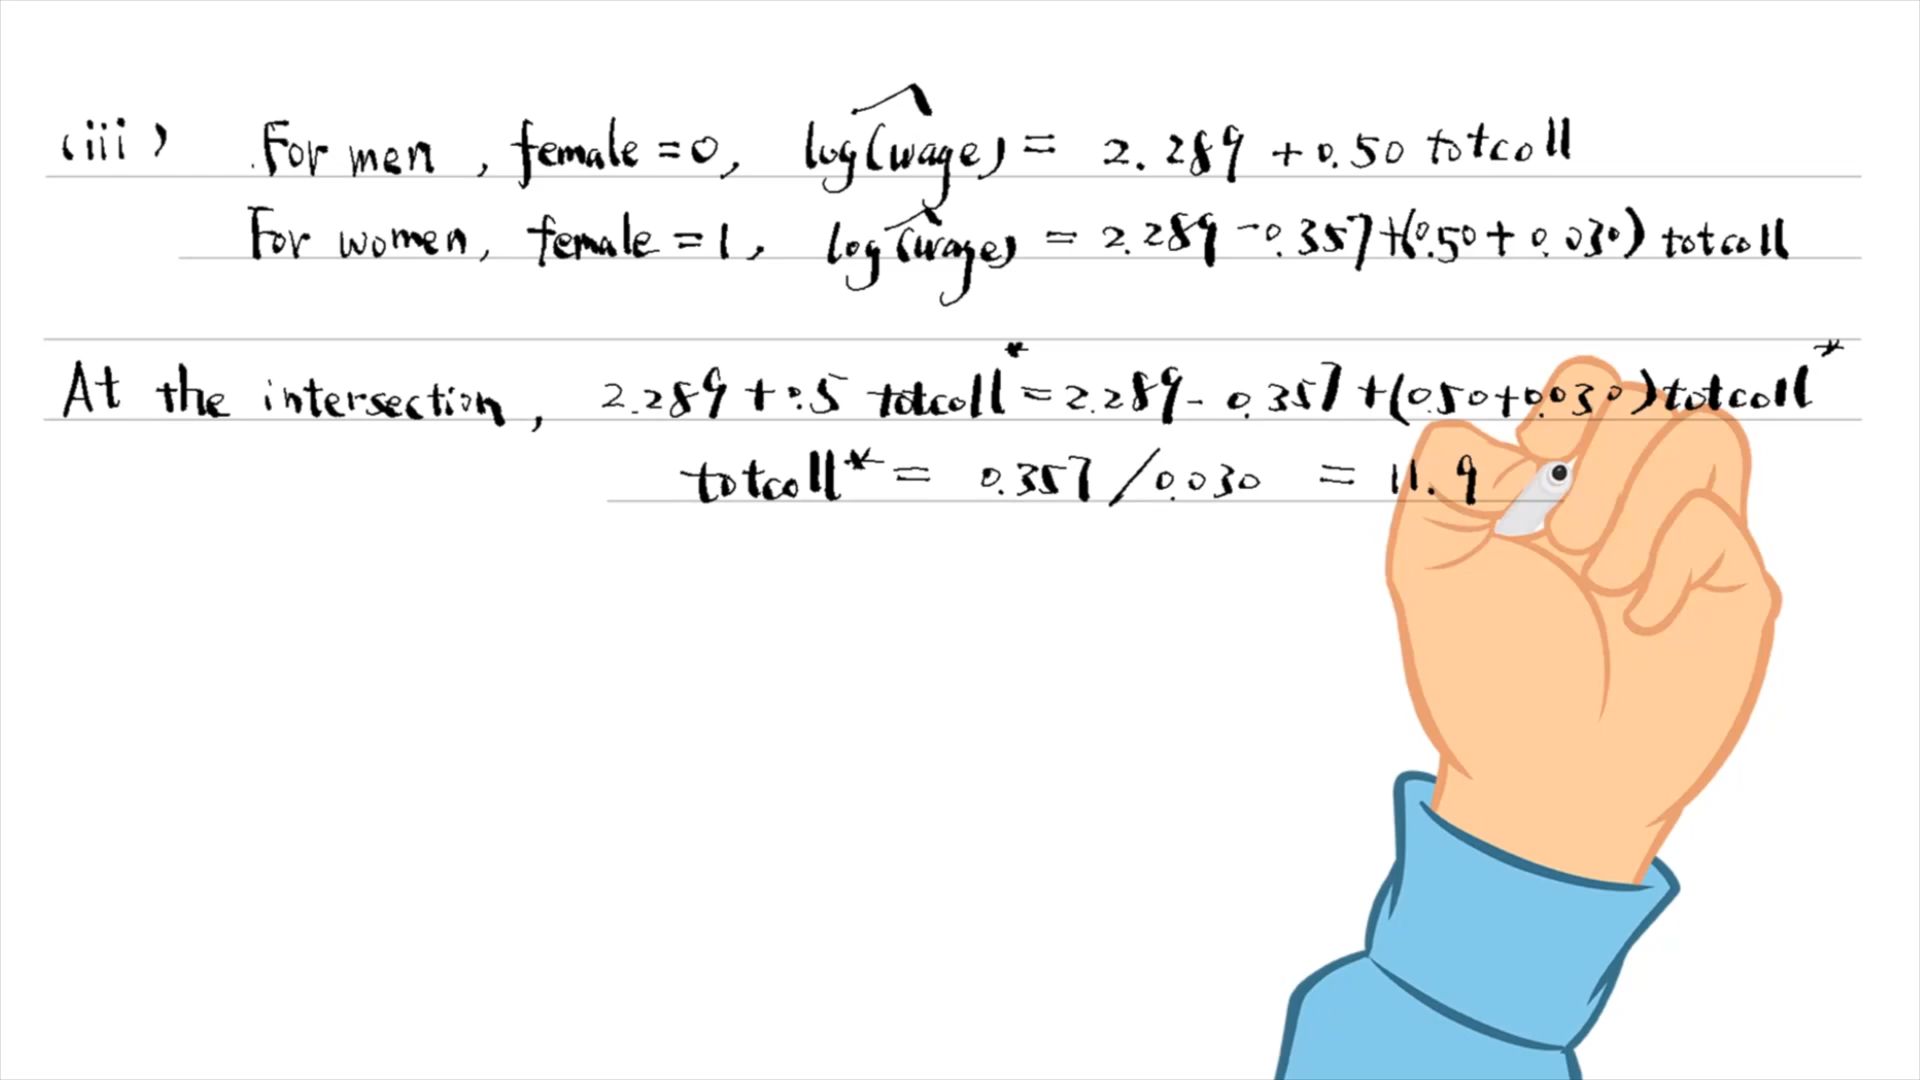 (iii) For men, female = 0, log(wage) = 2.289 + 0.50 totcoll
For women, female = 1, log(wage) = 2.289 - 0.357 + (0.50 + 0.030) totcoll
At the intersection, 2.289 + .5 totcoll* = 2.289 - 0.357 + (0.50 + 0.030) totcoll*
totcoll* = 0.357 / 0.030 = 11.9